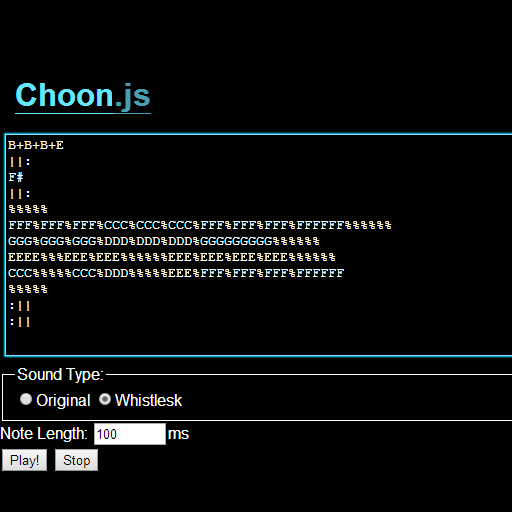 Choon.js
B+B+B+E
||:
F#
||:
%%%%%
FFF%FFF%FFF%CCC%CCC%CCC%FFF%FFF%FFF%FFFFFF%%%%%%
GGG%GGG%GGG%DDD%DDD%DDD%GGGGGGGGG%%%%%%
EEEE%%%EEE%EEE%%%%%%EEE%EEE%EEE%EEE%%%%%%
CCC%%%%%CCC%DDD%%%%%EEE%FFF%FFF%FFF%FFFFFF
%%%%%
:||
:||
Sound Type:
Original Whistlesk
Note Length: 100 ms
Play! Stop